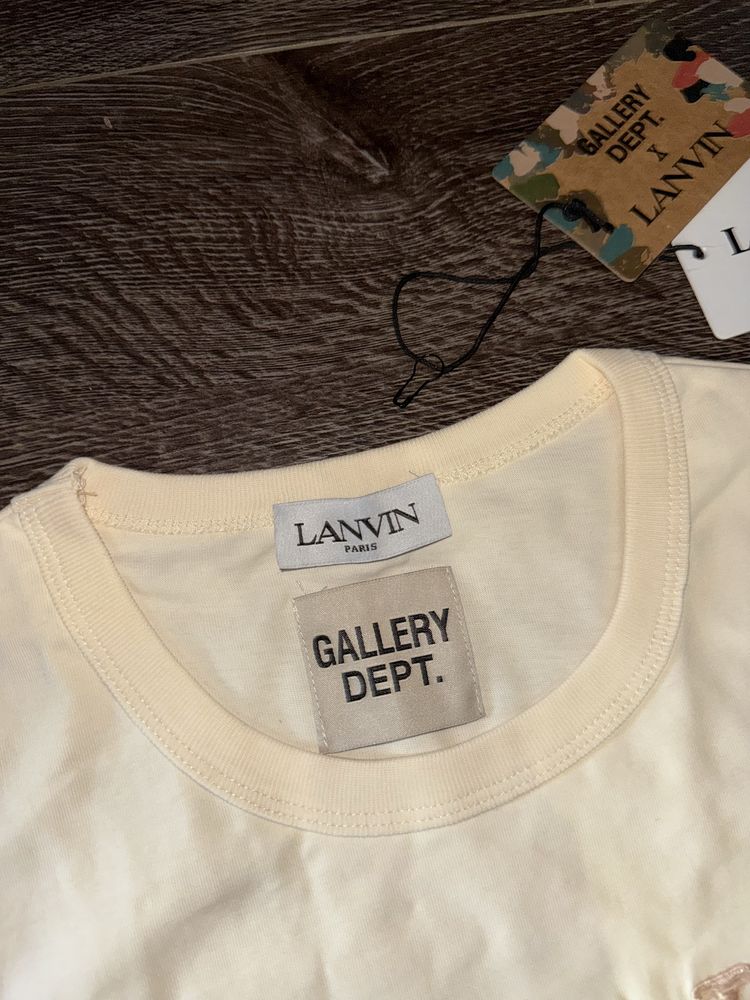 GALLERY
DEPT.
X
LANVIN
L
LANVIN
PARIS
GALLERY
DEPT.